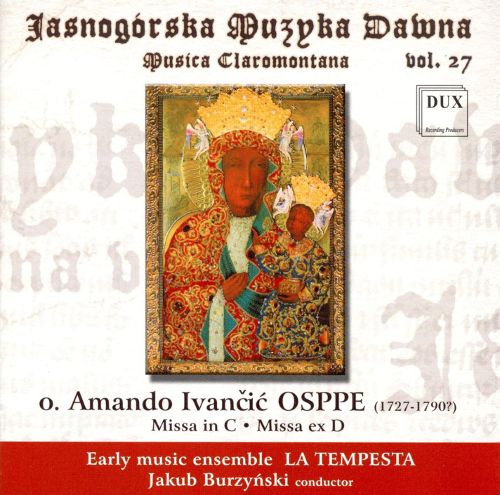 Jasnogórska Muzyka Dawna
Musica Claromontana vol. 27
DUX
Recording Producers
o. Amando Ivančić OSPPE (1727-1790?)
Missa in C • Missa ex D
Early music ensemble LA TEMPESTA
Jakub Burzyński conductor